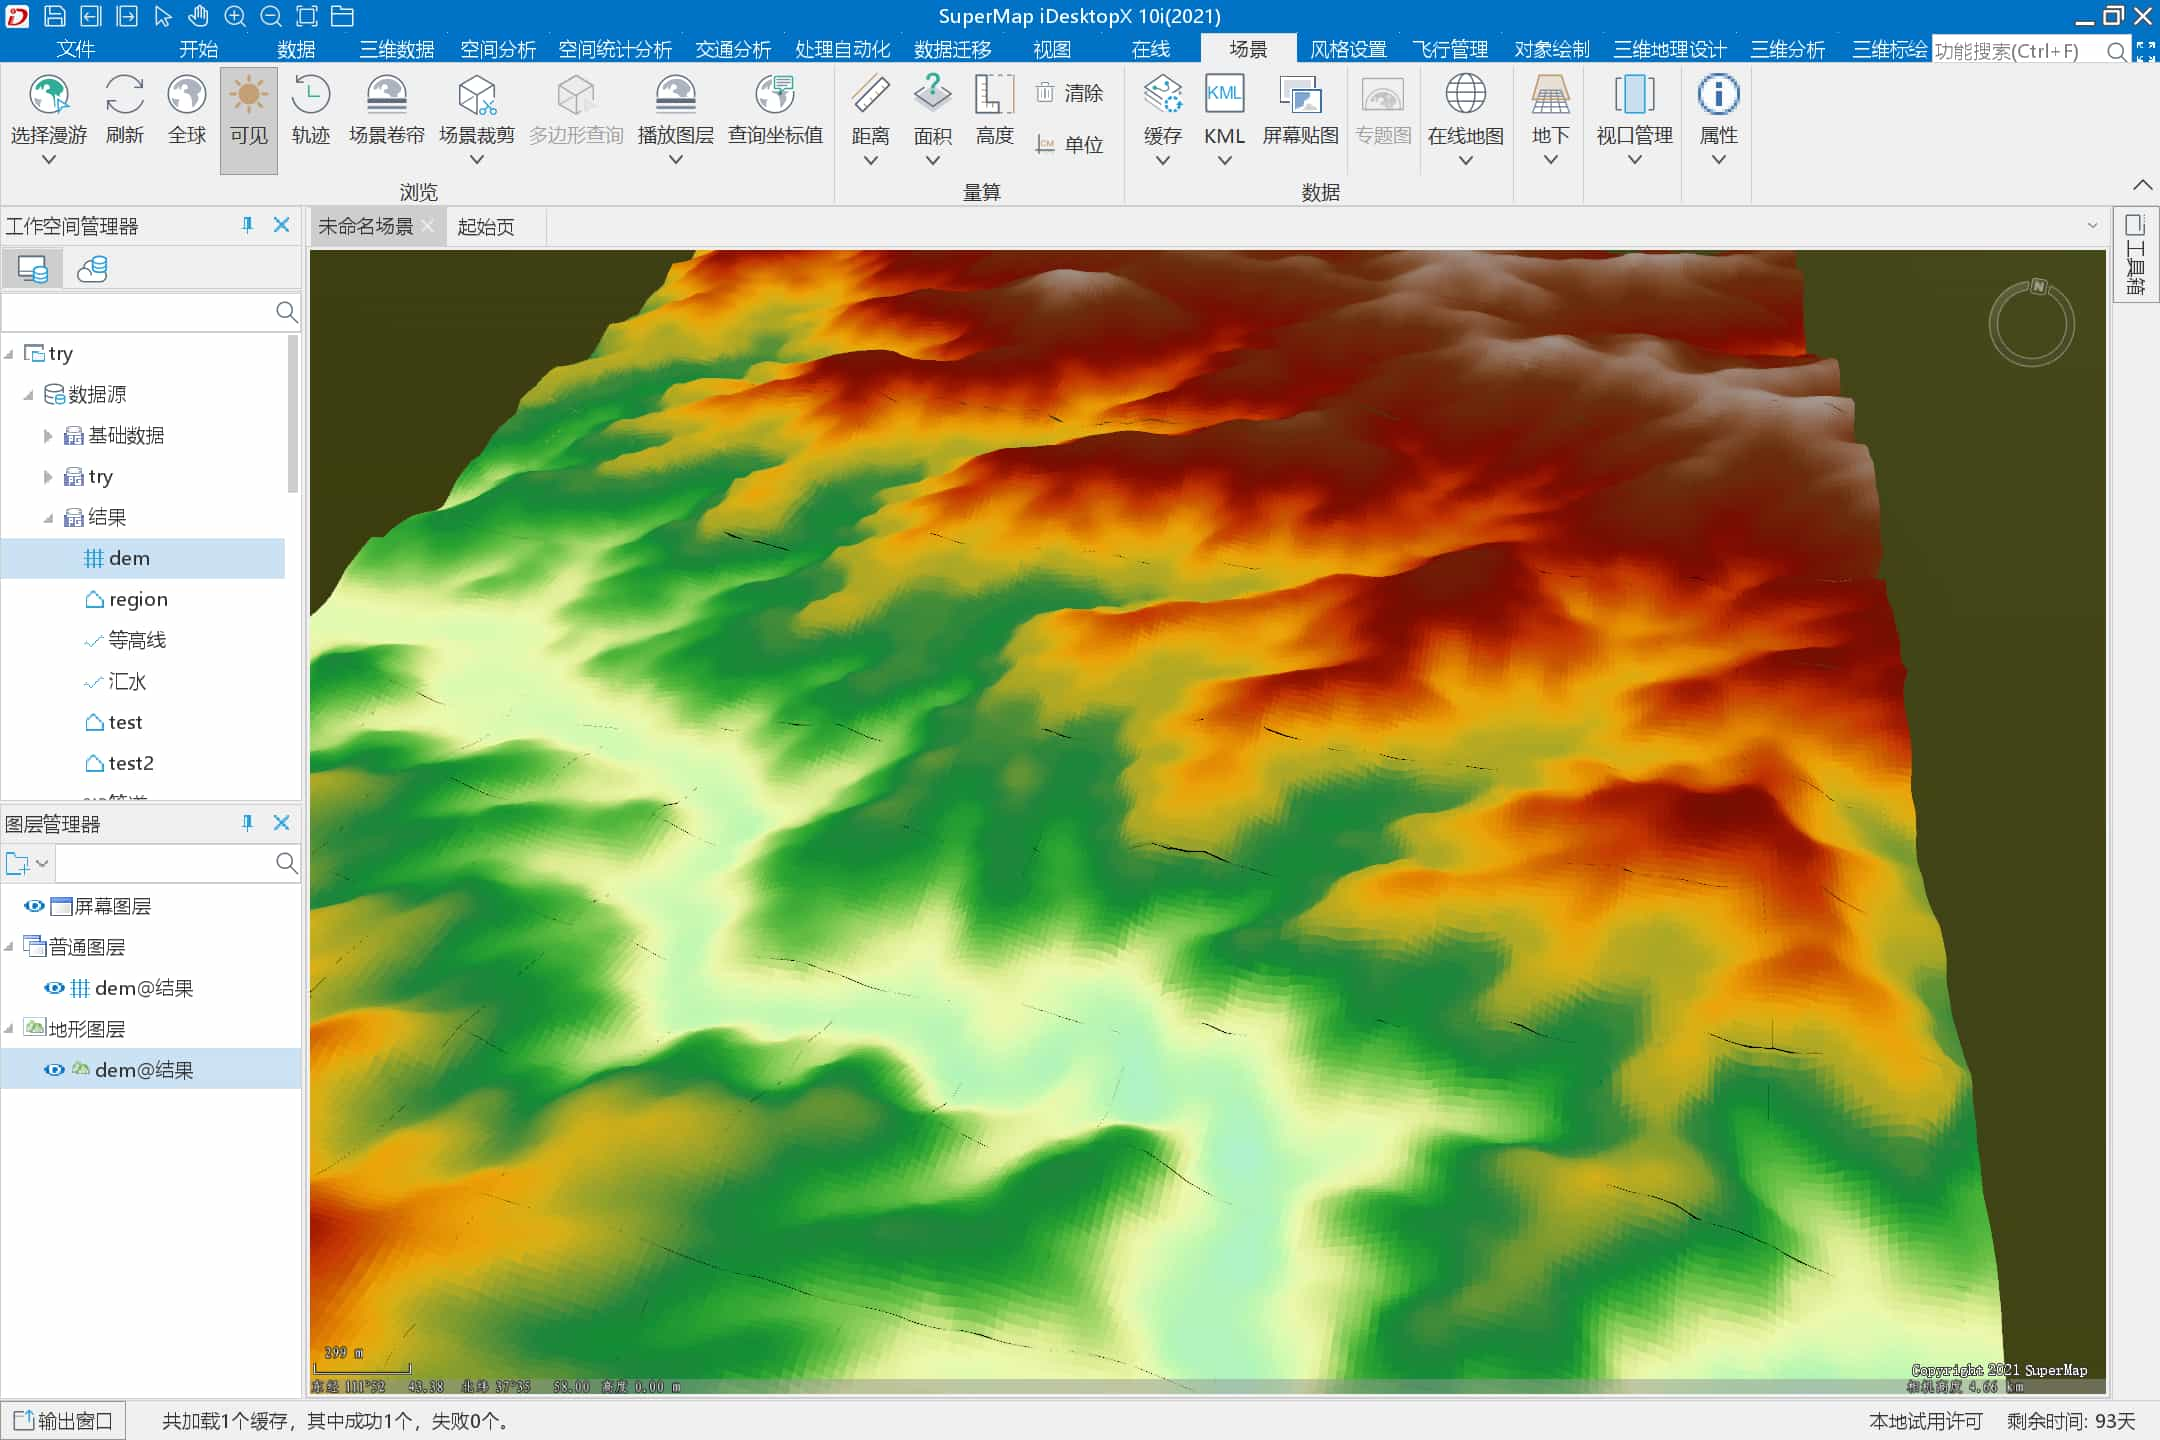 SuperMap iDesktopX 10i(2021)
文件 开始 数据 三维数据 空间分析 空间统计分析 交通分析 处理自动化 数据迁移 视图 在线 场景 风格设置 飞行管理 对象绘制 三维地理设计 三维分析 三维标绘 功能搜索(Ctrl+F)
选择漫游 刷新 全球 可见 轨迹 场景卷帘 场景裁剪 多边形查询 播放图层 查询坐标值 距离 面积 高度 清除 单位 缓存 KML 屏幕贴图 专题图 在线地图 地下 视口管理 属性
浏览 量算 数据
工作空间管理器
未命名场景 起始页
工具箱
N
try
数据源
基础数据
try
结果
dem
region
等高线
汇水
test
test2
图层管理器
屏幕图层
普通图层
dem@结果
地形图层
dem@结果
299 m
东经 111°52 43.38 北纬 37°35 58.00 高度 0.00 m
Copyright 2021 SuperMap
相机高度 4.66 km
输出窗口 共加载1个缓存，其中成功1个，失败0个。 本地试用许可 剩余时间: 93天